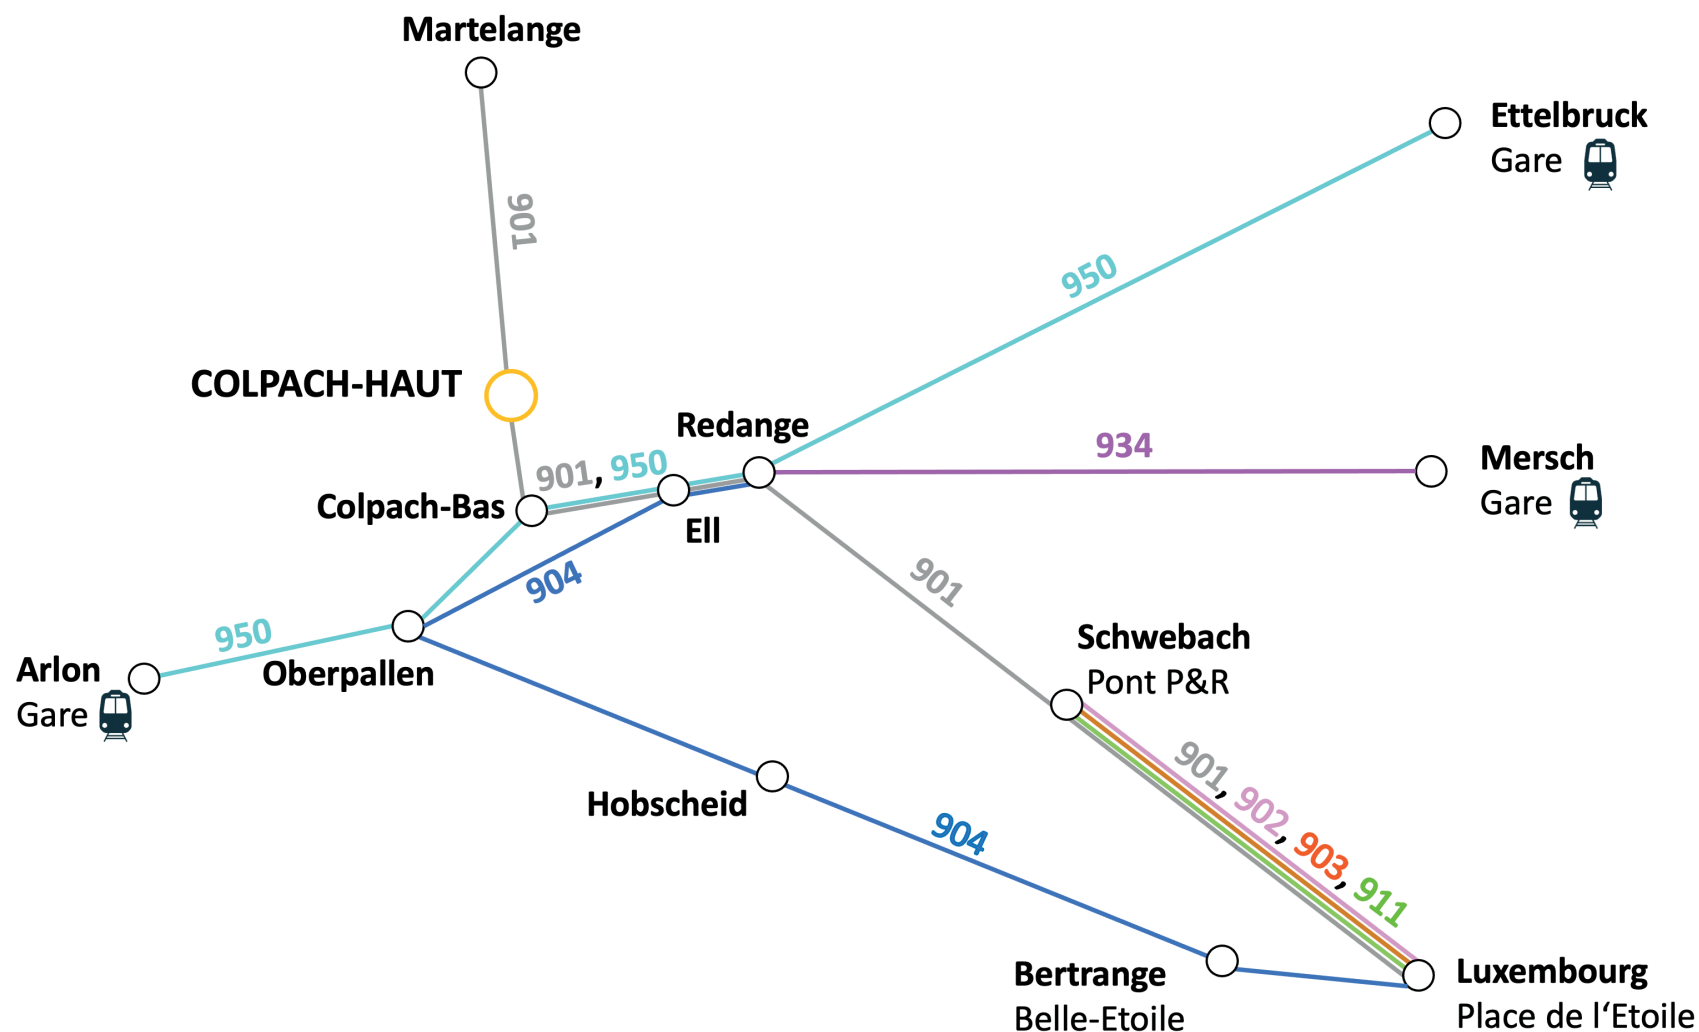 Martelange
Ettelbruck
Gare
901
950
COLPACH-HAUT
Redange
934
Mersch
Gare
901, 950
Colpach-Bas
Ell
904
901
950
Schwebach
Pont P&R
Arlon
Gare
Oberpallen
901, 902, 903, 911
Hobscheid
904
Bertrange
Belle-Etoile
Luxembourg
Place de l‘Etoile